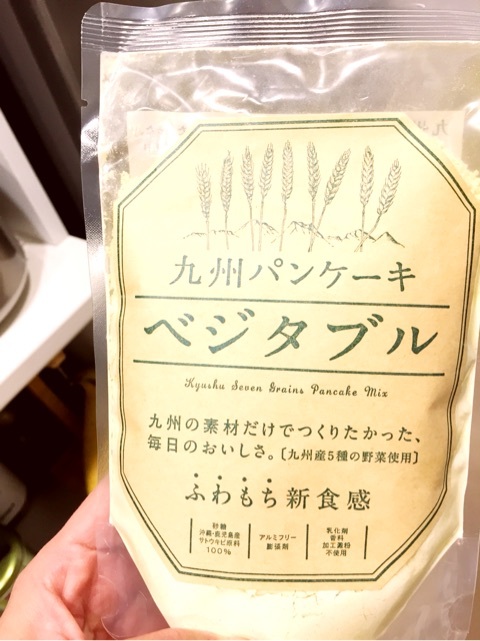 九州パンケーキ
ベジタブル
Kyushu Seven Grains Pancake Mix
九州の素材だけでつくりたかった、
毎日のおいしさ。〔九州産5種の野菜使用〕
ふわもち新食感
砂糖
沖縄・鹿児島産
サトウキビ原料
100%
アルミフリー
膨張剤
乳化剤
香料
加工澱粉
不使用